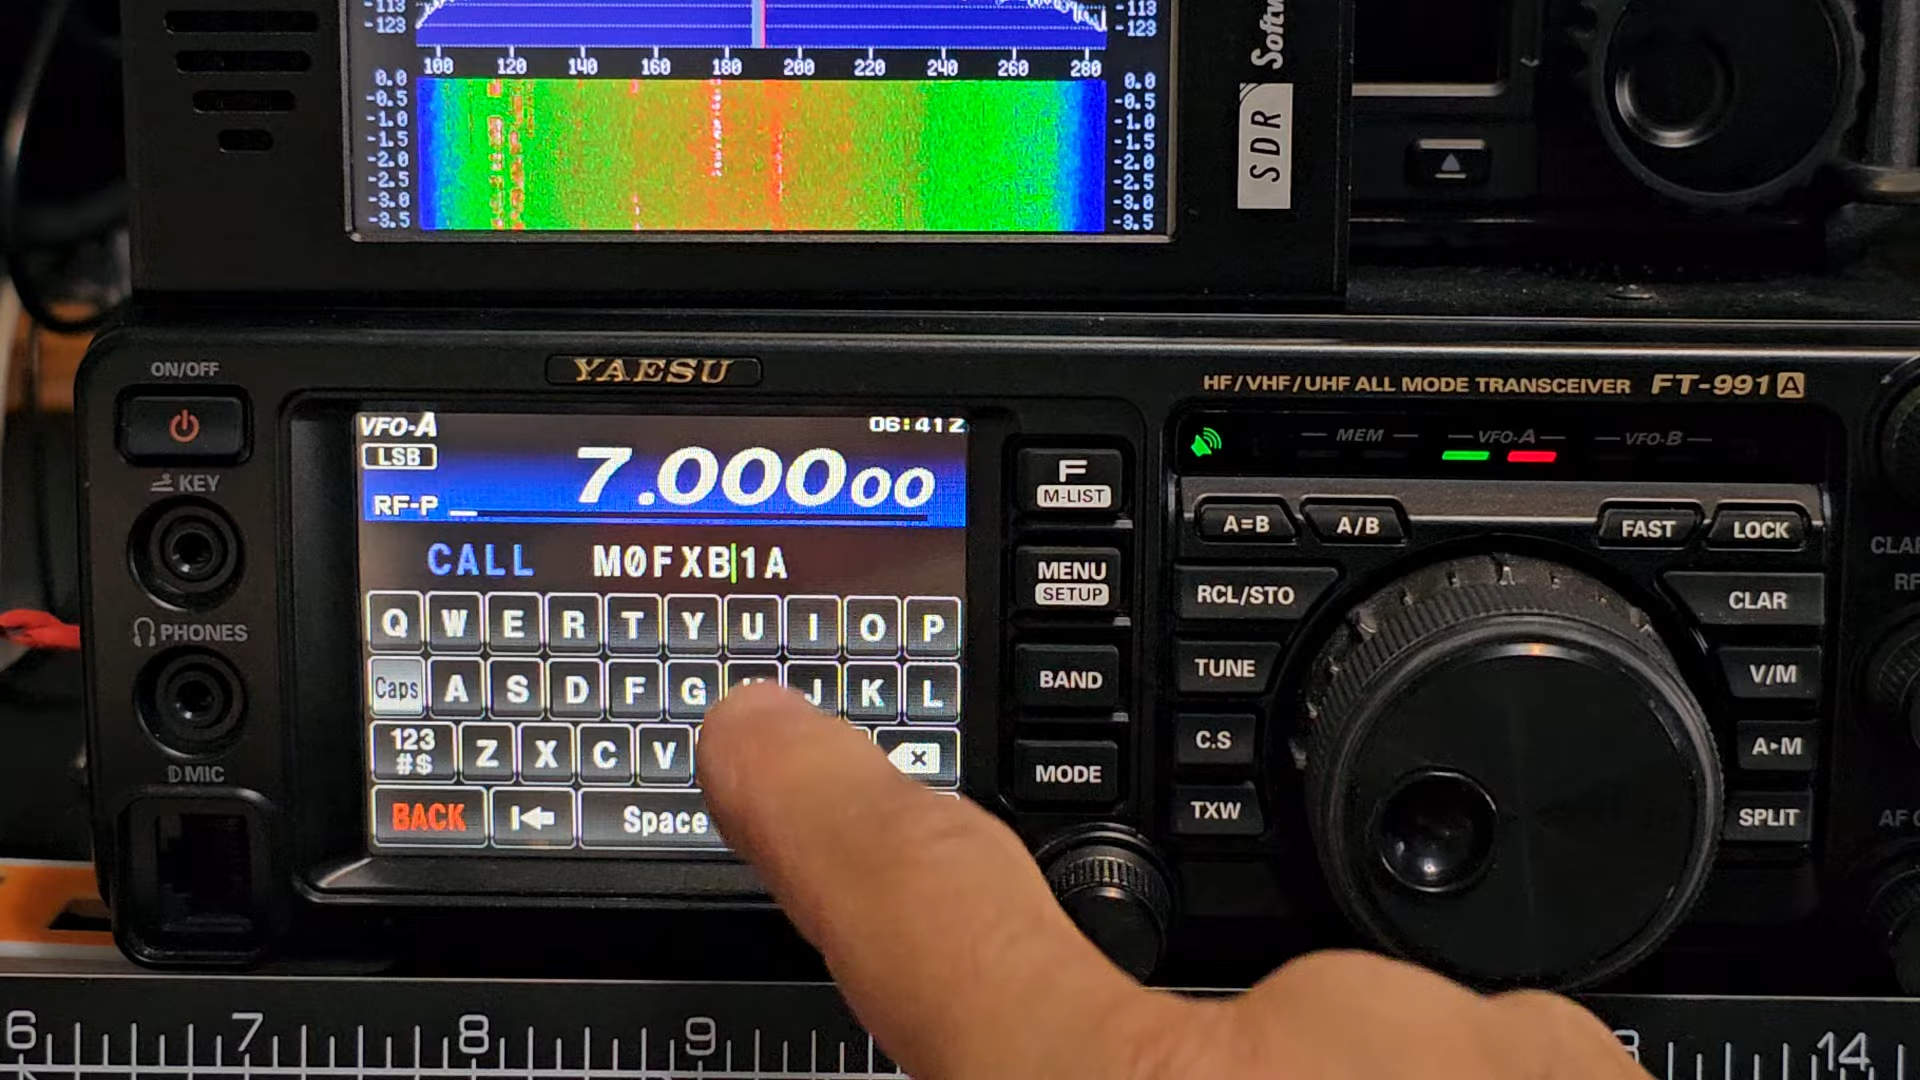 -113 -113
-123 -123
100 120 140 160 180 200 220 240 260 280
0.0 0.0
-0.5 -0.5
-1.0 -1.0
-1.5 -1.5
-2.0 -2.0
-2.5 -2.5
-3.0 -3.0
-3.5 -3.5
SDR Softw
ON/OFF
YAESU
HF/VHF/UHF ALL MODE TRANSCEIVER FT-991A
KEY
PHONES
MIC
VFO-A 06:41Z
LSB 7.00000
RF-P
CALL M0FXB1A
Q W E R T Y U I O P
Caps A S D F G J K L
123 #$ Z X C V
BACK Space
F
M-LIST
MENU
SETUP
BAND
MODE
MEM VFO-A VFO-B
A=B A/B FAST LOCK
RCL/STO CLAR
TUNE V/M
C.S A▸M
TXW SPLIT
CLAR
RF
AF
6 7 8 9 14